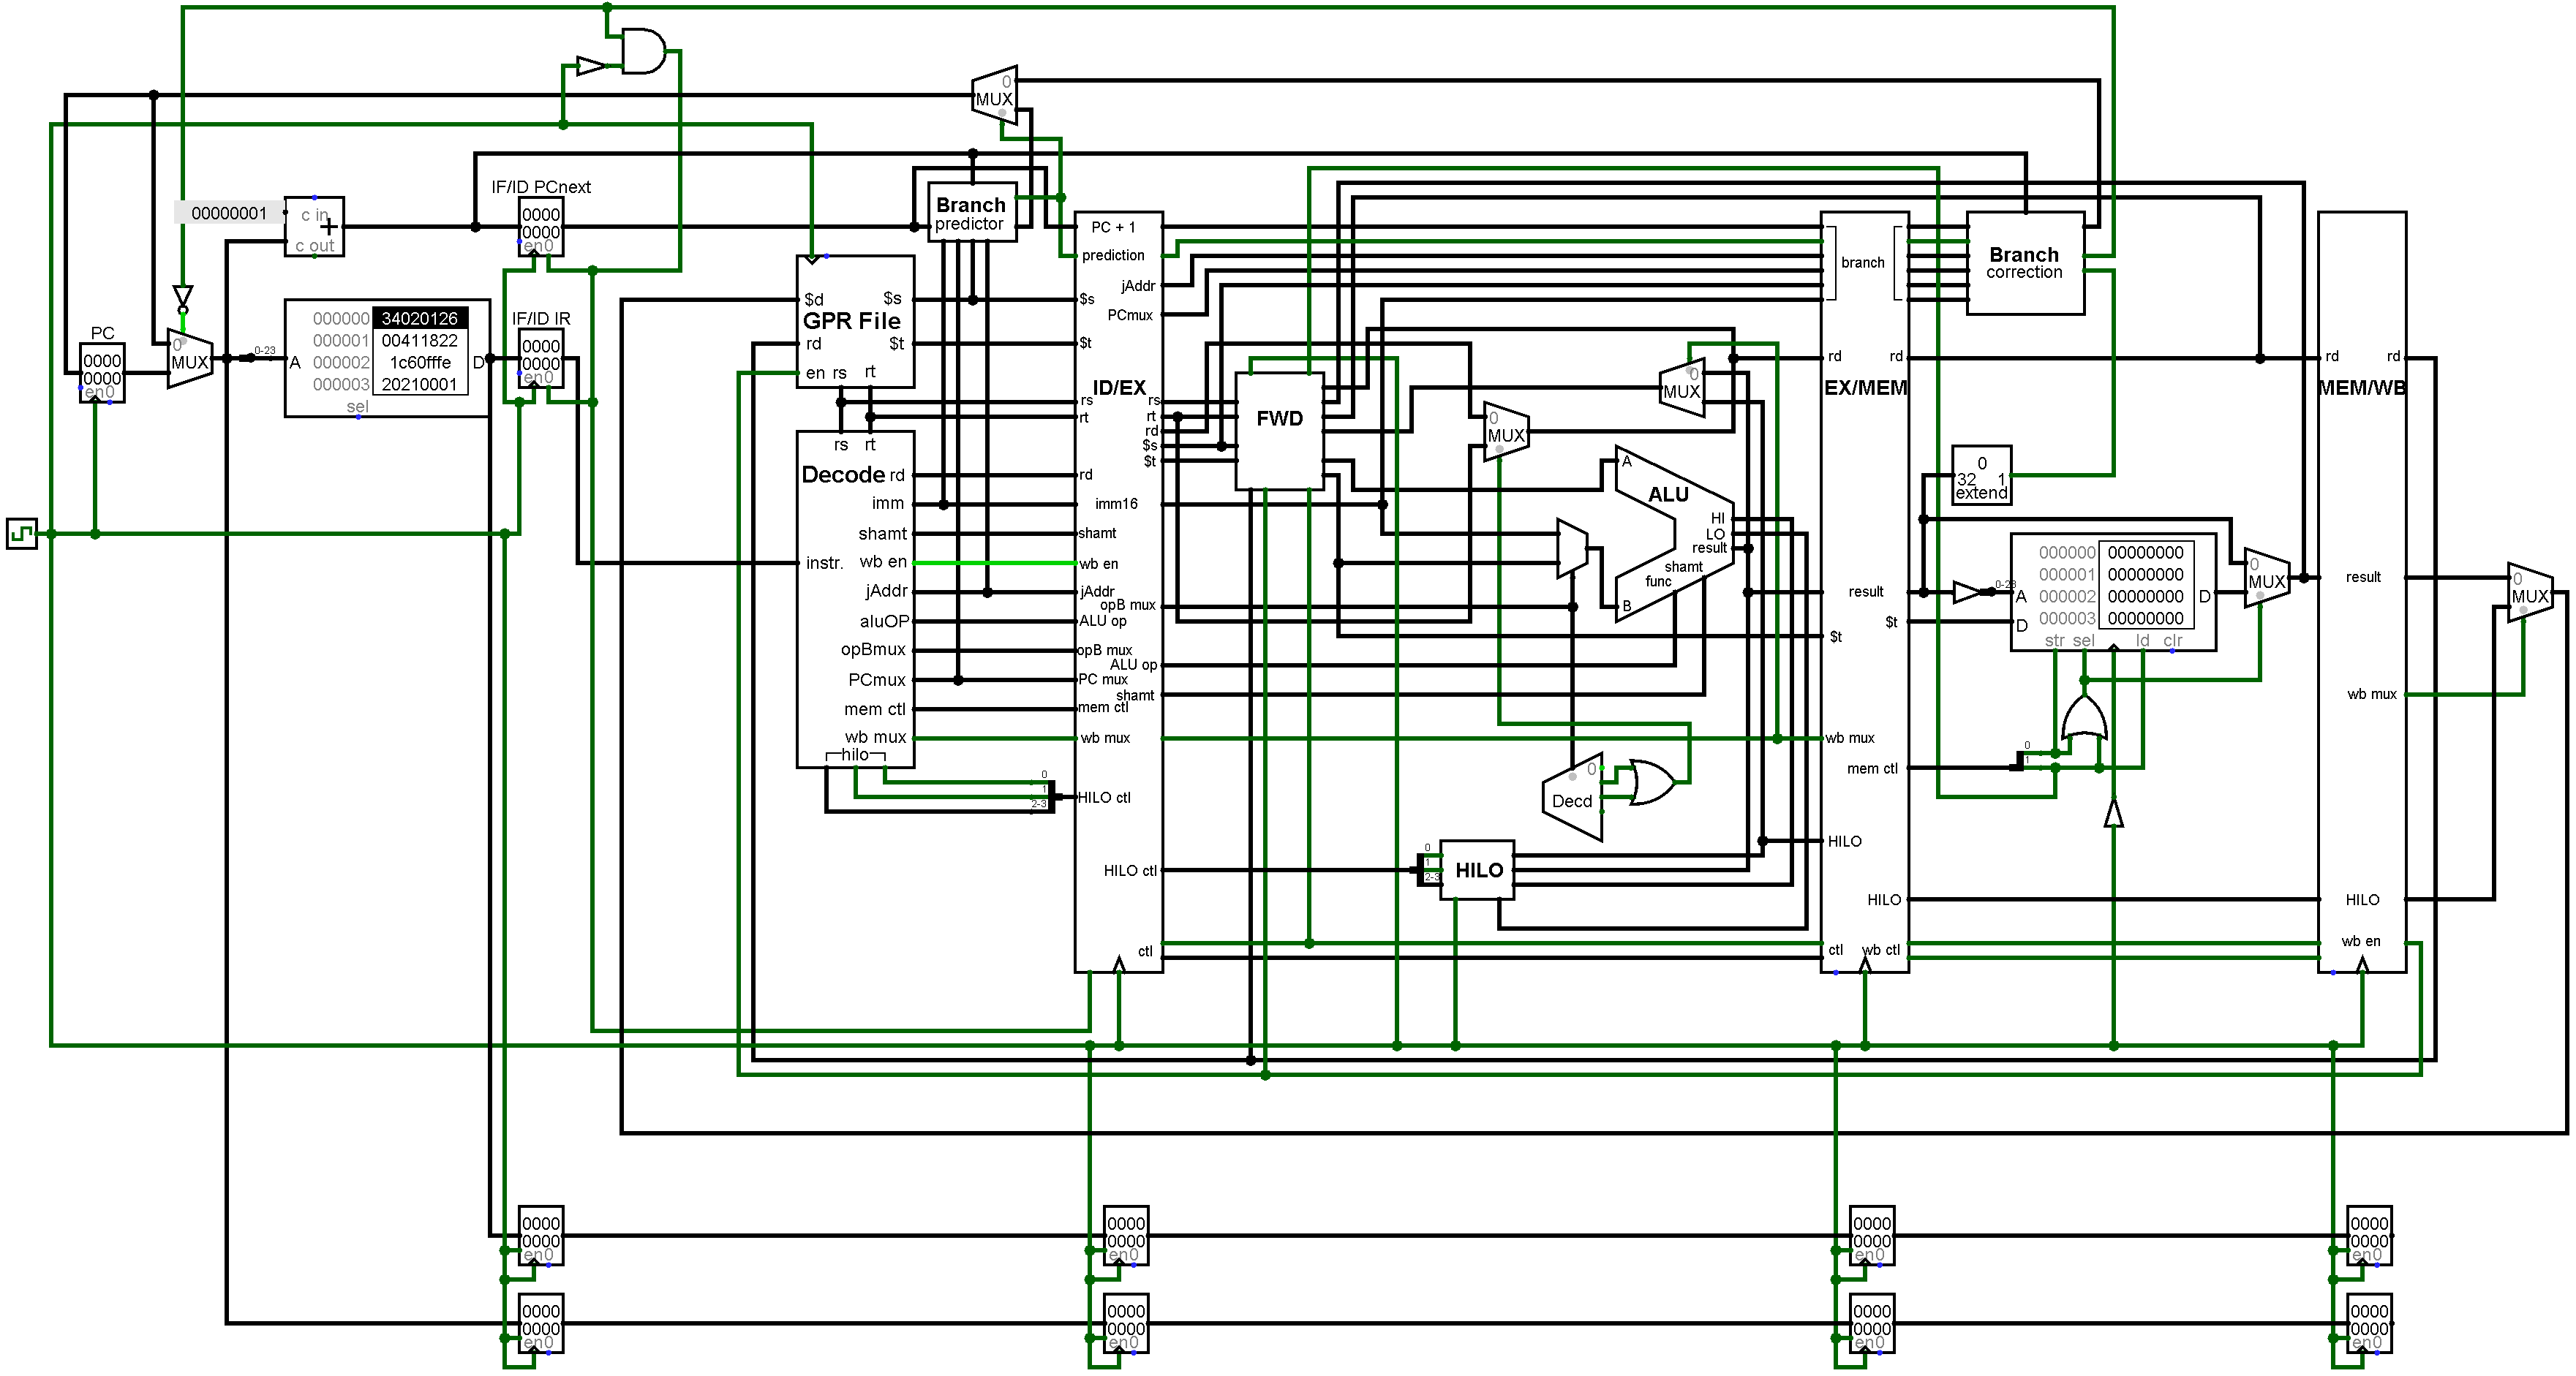 0
MUX
IF/ID PCnext
00000001
c in
+
c out
0000
0000
en0
Branch
predictor
PC + 1
prediction
jAddr
PCmux
branch
Branch
correction
PC
0000
0000
en0
0
MUX
0-23
A
000000 34020126
000001 00411822
000002 1c60fffe
000003 20210001
D
sel
IF/ID IR
0000
0000
en0
$d
$s
GPR File
rd
$t
en
rs
rt
$s
$t
ID/EX
rs
rt
rs
rt
rd
$s
$t
FWD
0
MUX
0
MUX
rd
rd
EX/MEM
rd
rd
MEM/WB
rs
rt
Decode
rd
imm
shamt
instr.
wb en
jAddr
aluOP
opBmux
PCmux
mem ctl
wb mux
hilo
rd
imm16
shamt
wb en
jAddr
opB mux
ALU op
opB mux
ALU op
PC mux
shamt
mem ctl
wb mux
0
1
2-3
HILO ctl
HILO ctl
ctl
A
ALU
HI
LO
result
shamt
func
B
0
Decd
0
1
2-3
HILO
result
$t
wb mux
HILO
ctl
result
$t
mem ctl
HILO
wb ctl
0
32 1
extend
0-23
A
D
000000 00000000
000001 00000000
000002 00000000
000003 00000000
D
str
sel
ld
clr
0
1
0
MUX
result
wb mux
HILO
wb en
0
MUX
0000
0000
en0
0000
0000
en0
0000
0000
en0
0000
0000
en0
0000
0000
en0
0000
0000
en0
0000
0000
en0
0000
0000
en0